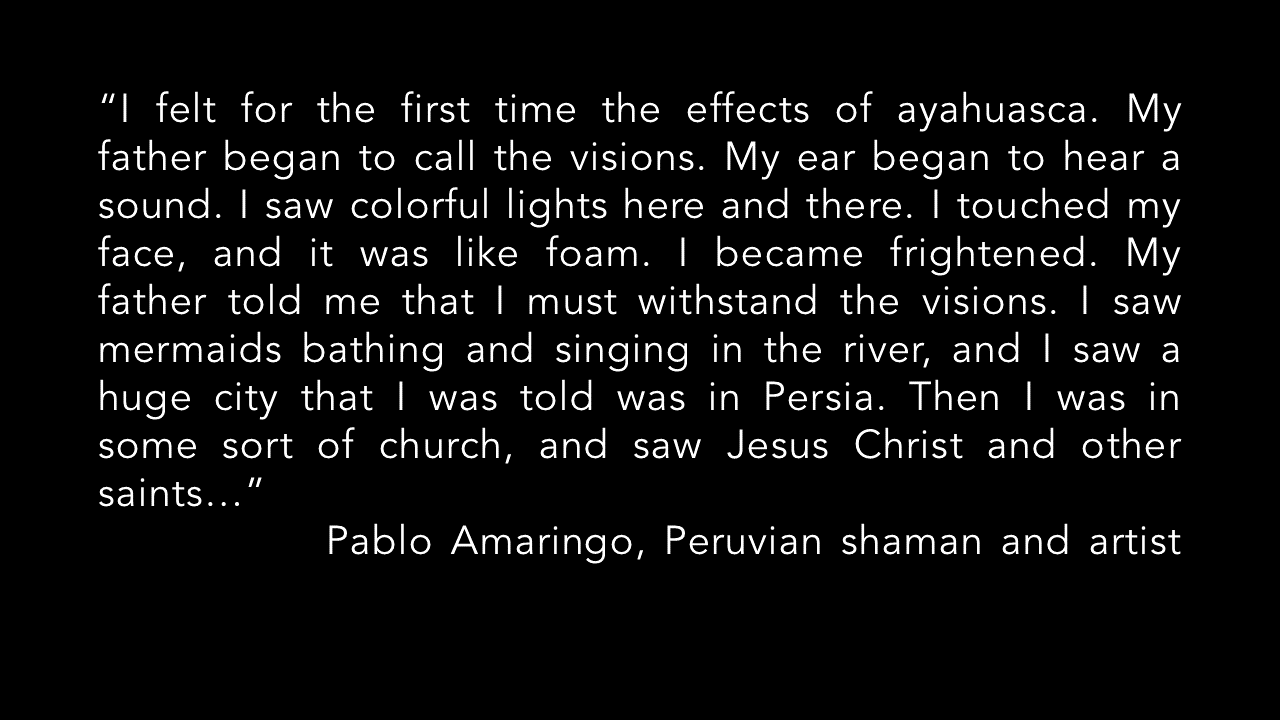 “I felt for the first time the effects of ayahuasca. My
father began to call the visions. My ear began to hear a
sound. I saw colorful lights here and there. I touched my
face, and it was like foam. I became frightened. My
father told me that I must withstand the visions. I saw
mermaids bathing and singing in the river, and I saw a
huge city that I was told was in Persia. Then I was in
some sort of church, and saw Jesus Christ and other
saints…”
Pablo Amaringo, Peruvian shaman and artist